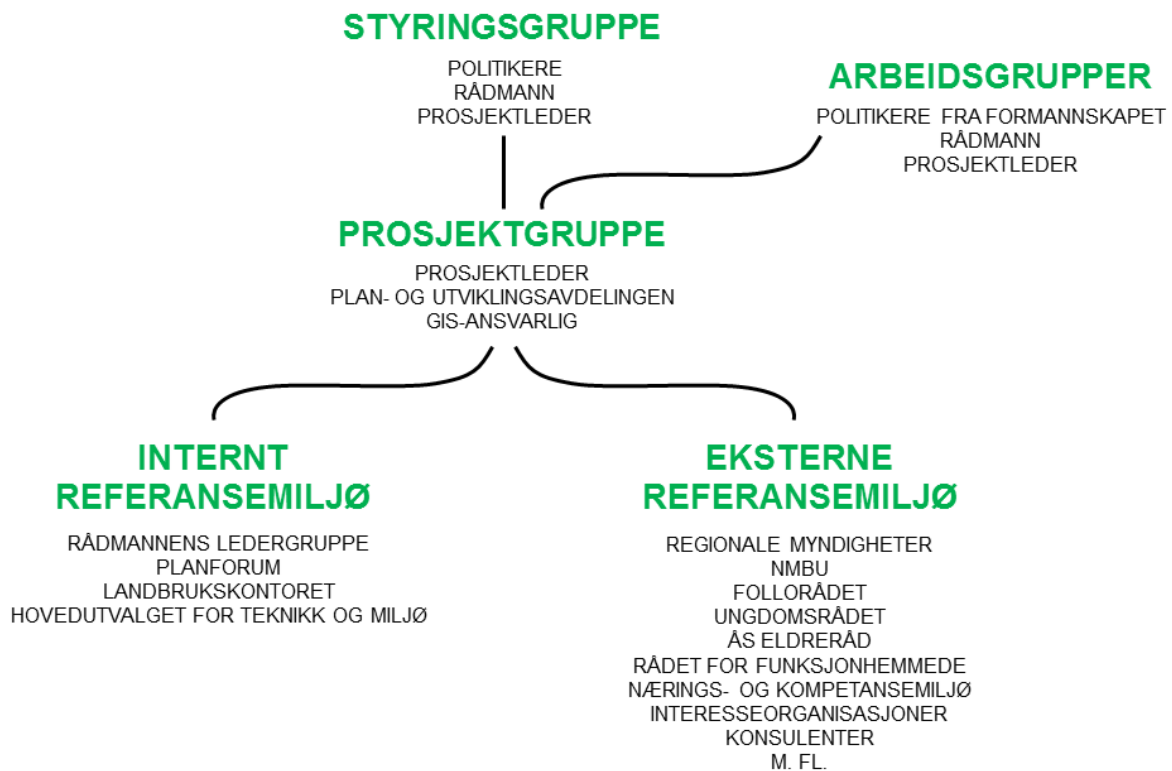 STYRINGSGRUPPE
POLITIKERE
RÅDMANN
PROSJEKTLEDER
ARBEIDSGRUPPER
POLITIKERE FRA FORMANNSKAPET
RÅDMANN
PROSJEKTLEDER
PROSJEKTGRUPPE
PROSJEKTLEDER
PLAN- OG UTVIKLINGSAVDELINGEN
GIS-ANSVARLIG
INTERNT
REFERANSEMILJØ
RÅDMANNENS LEDERGRUPPE
PLANFORUM
LANDBRUKSKONTORET
HOVEDUTVALGET FOR TEKNIKK OG MILJØ
EKSTERNE
REFERANSEMILJØ
REGIONALE MYNDIGHETER
NMBU
FOLLORÅDET
UNGDOMSRÅDET
ÅS ELDRERÅD
RÅDET FOR FUNKSJONHEMMEDE
NÆRINGS- OG KOMPETANSEMILJØ
INTERESSEORGANISASJONER
KONSULENTER
M. FL.